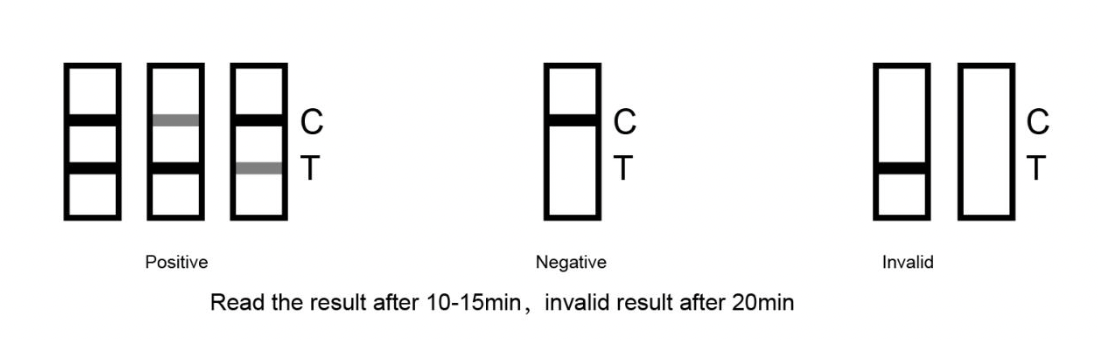 C
T
C
T
C
T
Positive
Negative
Invalid
Read the result after 10-15min，invalid result after 20min